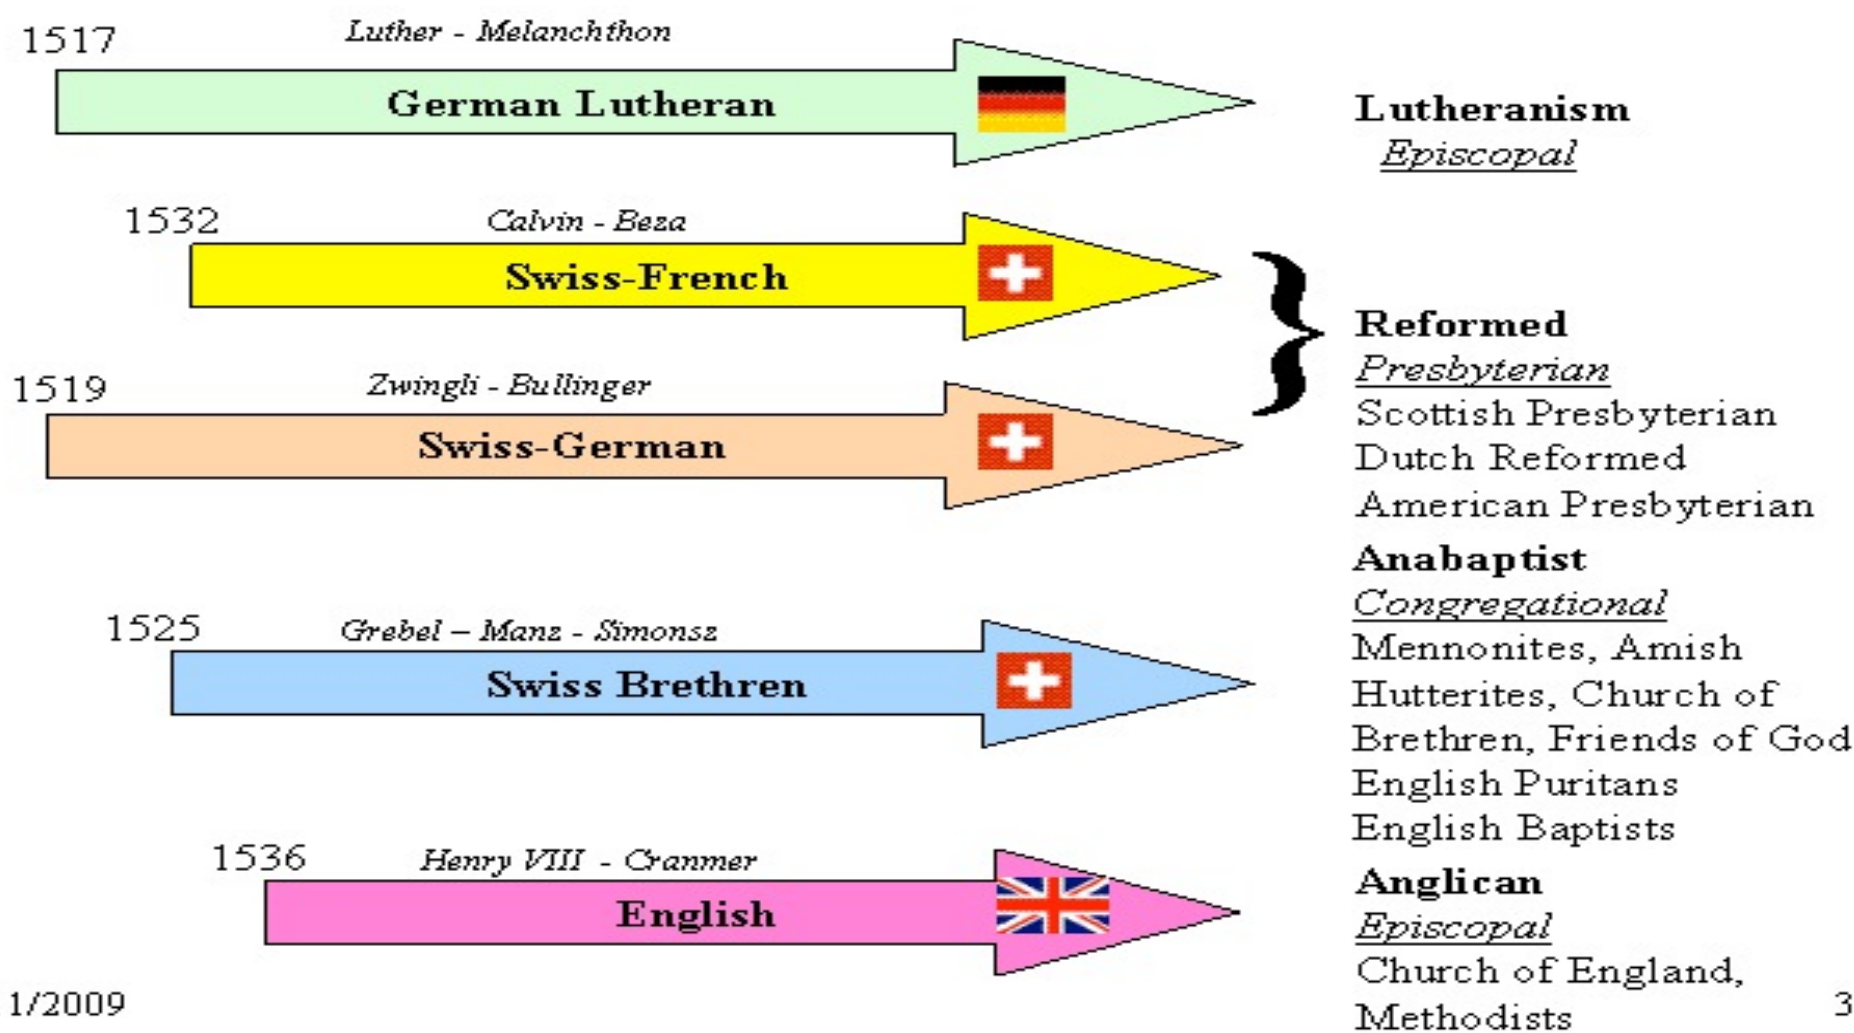 1517
Luther - Melanchthon
German Lutheran
Lutheranism
Episcopal
1532
Calvin - Beza
Swiss-French
1519
Zwingli - Bullinger
Swiss-German
Reformed
Presbyterian
Scottish Presbyterian
Dutch Reformed
American Presbyterian
1525
Grebel – Manz - Simonsz
Swiss Brethren
Anabaptist
Congregational
Mennonites, Amish
Hutterites, Church of
Brethren, Friends of God
English Puritans
English Baptists
1536
Henry VIII - Cranmer
English
Anglican
Episcopal
Church of England,
Methodists
1/2009
3